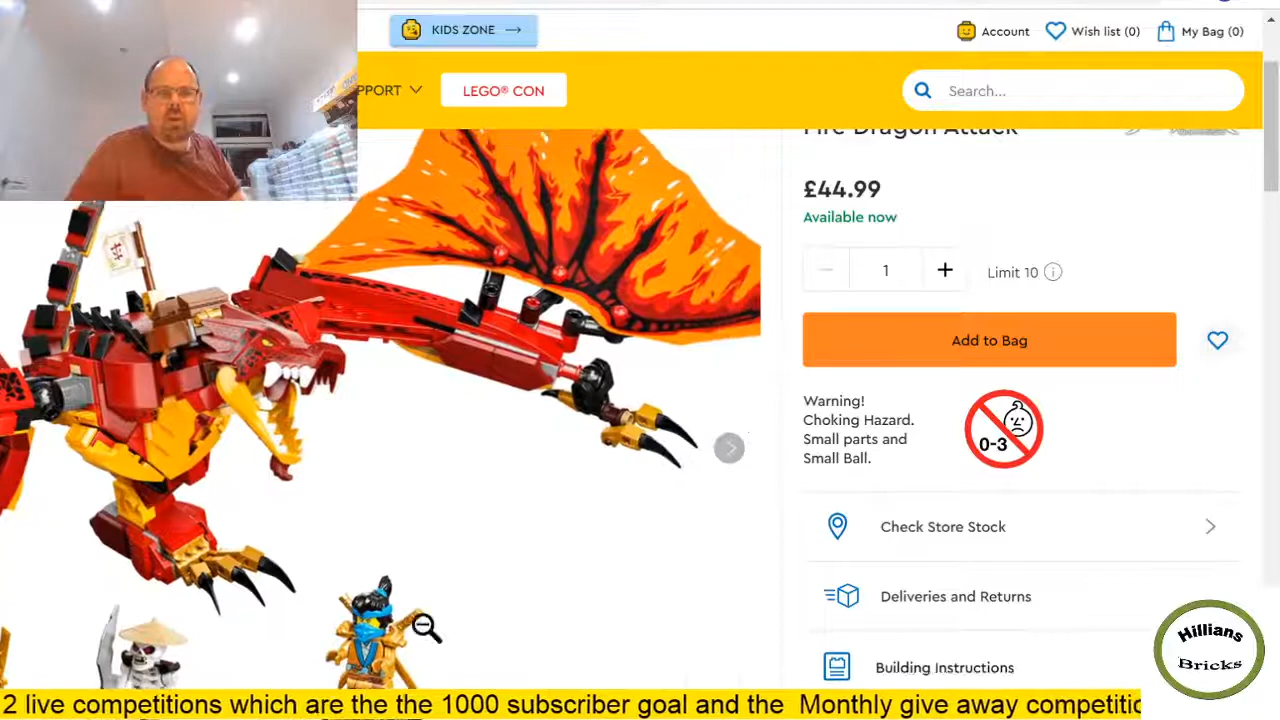 KIDS ZONE →
Account
Wish list (0)
My Bag (0)
PPORT
LEGO® CON
Search...
Fire Dragon Attack
£44.99
Available now
1
Limit 10
Add to Bag
Warning!
Choking Hazard.
Small parts and
Small Ball.
0-3
Check Store Stock
Deliveries and Returns
Building Instructions
Hillians
Bricks
2 live competitions which are the the 1000 subscriber goal and the Monthly give away competitic